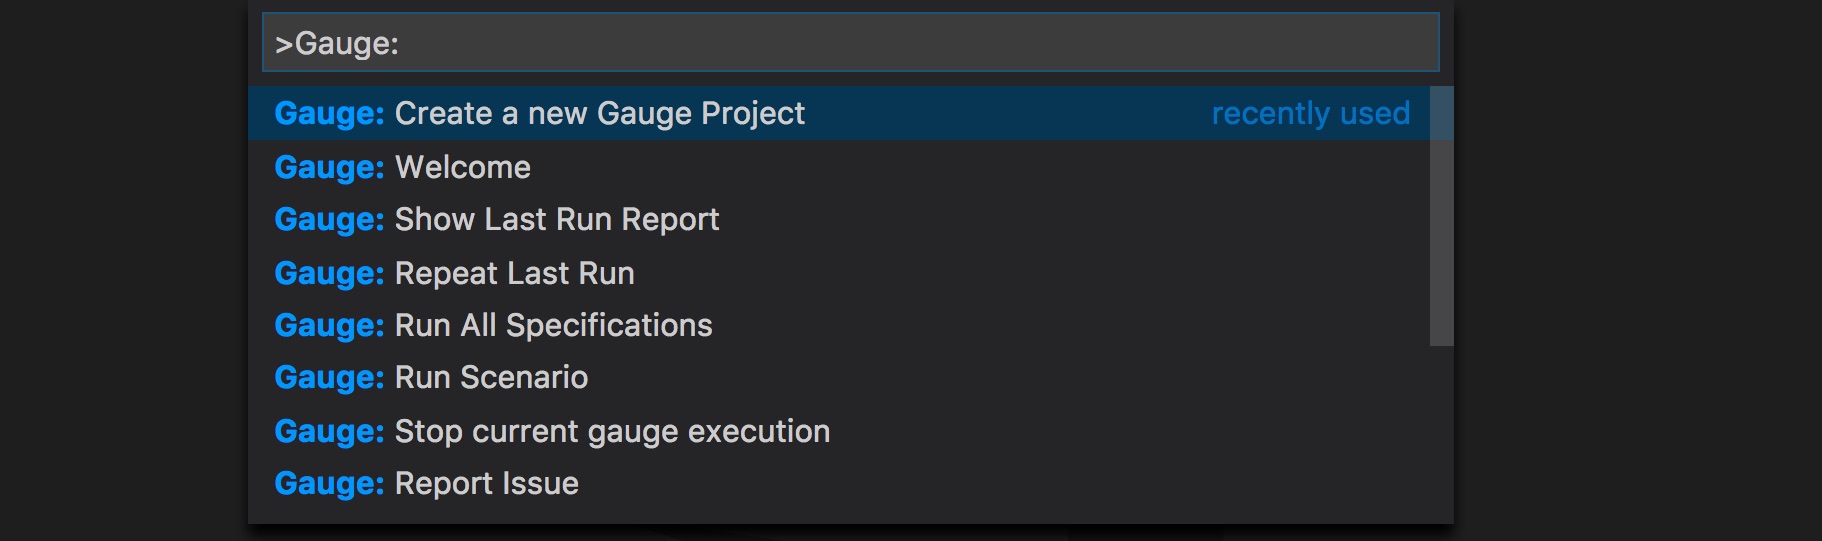 >Gauge:
Gauge: Create a new Gauge Project recently used
Gauge: Welcome
Gauge: Show Last Run Report
Gauge: Repeat Last Run
Gauge: Run All Specifications
Gauge: Run Scenario
Gauge: Stop current gauge execution
Gauge: Report Issue